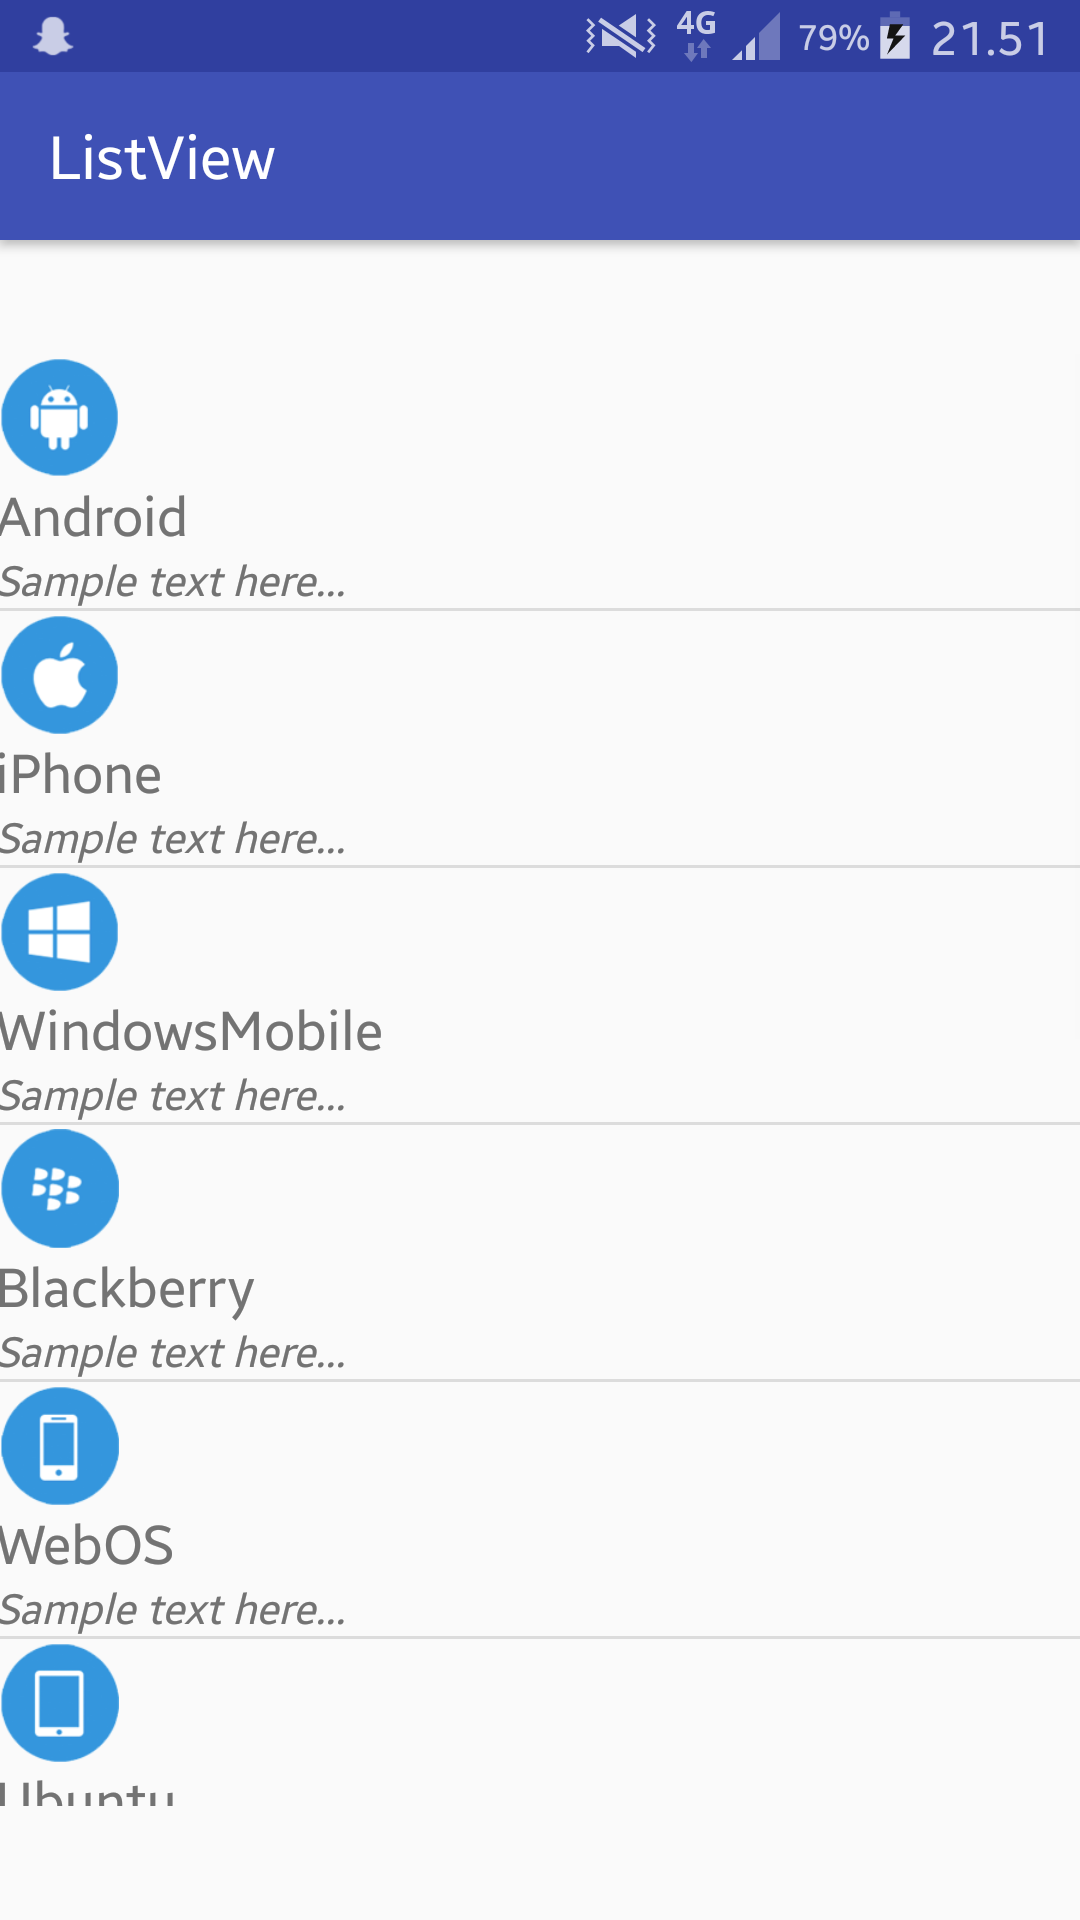 4G 79% 21.51
ListView
Android
Sample text here...
iPhone
Sample text here...
WindowsMobile
Sample text here...
Blackberry
Sample text here...
WebOS
Sample text here...
Ubuntu